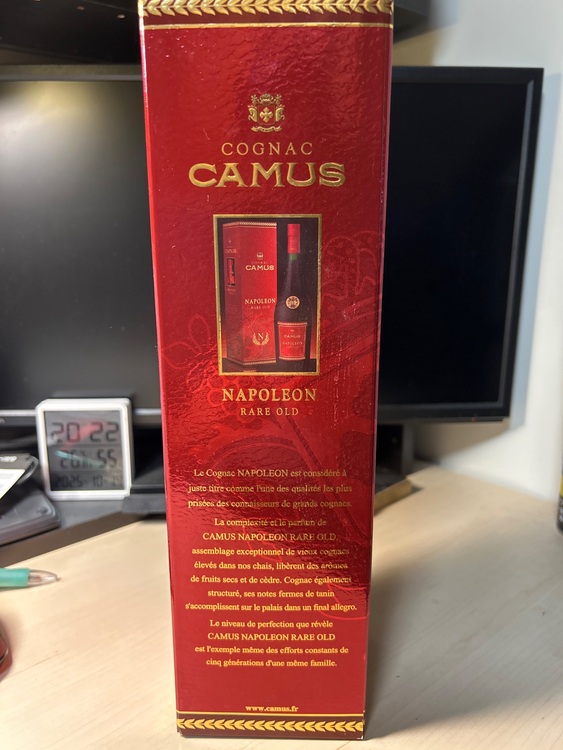 COGNAC
CAMUS
CAMUS
NAPOLEON
RARE OLD
N
CAMUS
NAPOLEON
RARE OLD
Le Cognac NAPOLEON est considéré à
juste titre comme l'une des qualités les plus
prisées des connaisseurs de grands cognacs.
La complexité et le parfum de
CAMUS NAPOLEON RARE OLD,
assemblage exceptionnel de vieux cognacs
élevés dans nos chais, libèrent des arômes
de fruits secs et de cèdre. Cognac également
structuré, ses notes fermes de tanin
s'accomplissent sur le palais dans un final allegro.
Le niveau de perfection que révèle
CAMUS NAPOLEON RARE OLD
est l'exemple même des efforts constants de
cinq générations d'une même famille.
www.camus.fr
20 22